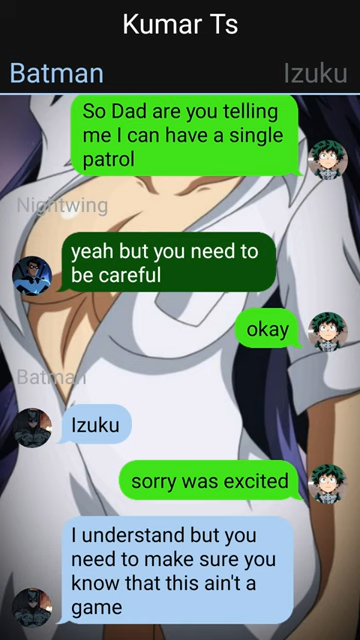 Kumar Ts
Batman
Izuku
So Dad are you telling
me I can have a single
patrol
Nightwing
yeah but you need to
be careful
okay
Batman
Izuku
sorry was excited
I understand but you
need to make sure you
know that this ain't a
game